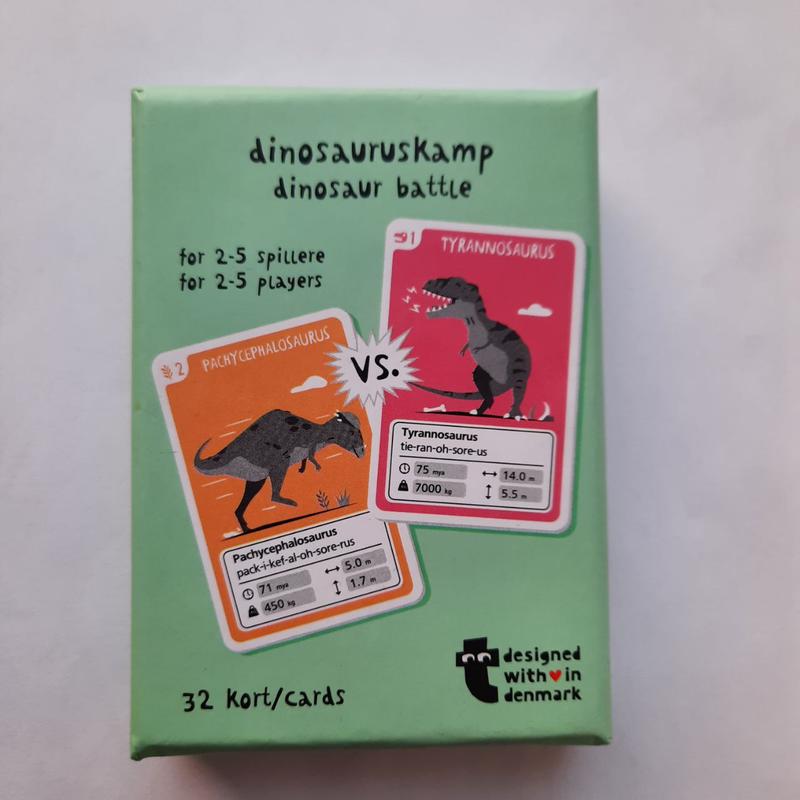 dinosauruskamp
dinosaur battle
for 2-5 spillere
for 2-5 players
1 TYRANNOSAURUS
Tyrannosaurus
tie-ran-oh-sore-us
75 mya 14.0 m
7000 kg 5.5 m
VS.
2 PACHYCEPHALOSAURUS
Pachycephalosaurus
pack-i-kef-al-oh-sore-rus
71 mya 5.0 m
450 kg 1.7 m
32 kort/cards
designed
with♥in
denmark